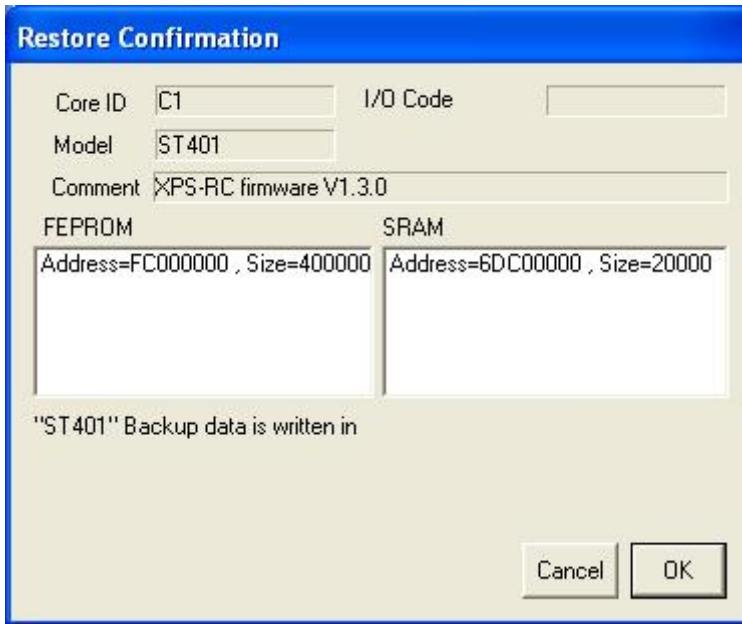 Restore Confirmation
Core ID C1 I/O Code
Model ST401
Comment XPS-RC firmware V1.3.0
FEPROM SRAM
Address=FC000000 , Size=400000 Address=6DC00000 , Size=20000
"ST401" Backup data is written in
Cancel OK